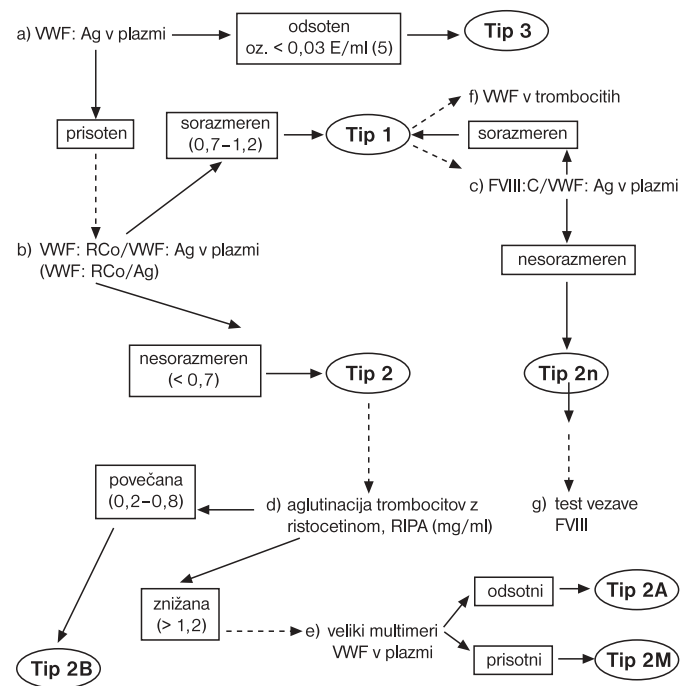 a) VWF: Ag v plazmi
odsoten
oz. < 0,03 E/ml (5)
Tip 3
prisoten
sorazmeren
(0,7–1,2)
Tip 1
f) VWF v trombocitih
sorazmeren
c) FVIII:C/VWF: Ag v plazmi
b) VWF: RCo/VWF: Ag v plazmi
(VWF: RCo/Ag)
nesorazmeren
nesorazmeren
(< 0,7)
Tip 2
Tip 2n
povečana
(0,2–0,8)
d) aglutinacija trombocitov z
ristocetinom, RIPA (mg/ml)
g) test vezave
FVIII
znižana
(> 1,2)
e) veliki multimeri
VWF v plazmi
odsotni
Tip 2A
prisotni
Tip 2M
Tip 2B